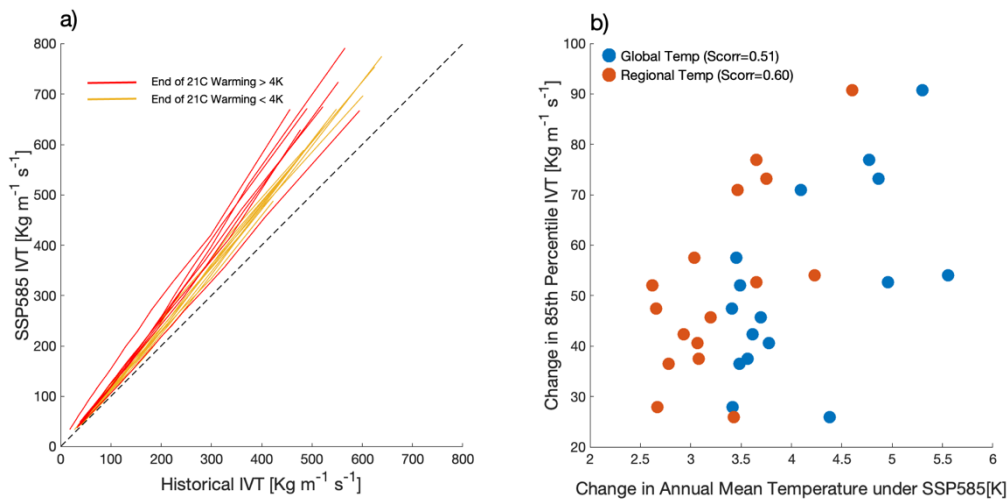 a)
800
700
600
500
400
300
200
100
0
SSP585 IVT [Kg m⁻¹ s⁻¹]
End of 21C Warming > 4K
End of 21C Warming < 4K
0 100 200 300 400 500 600 700 800
Historical IVT [Kg m⁻¹ s⁻¹]
b)
100
90
80
70
60
50
40
30
20
Change in 85th Percentile IVT [Kg m⁻¹ s⁻¹]
Global Temp (Scorr=0.51)
Regional Temp (Scorr=0.60)
2 2.5 3 3.5 4 4.5 5 5.5 6
Change in Annual Mean Temperature under SSP585[K]